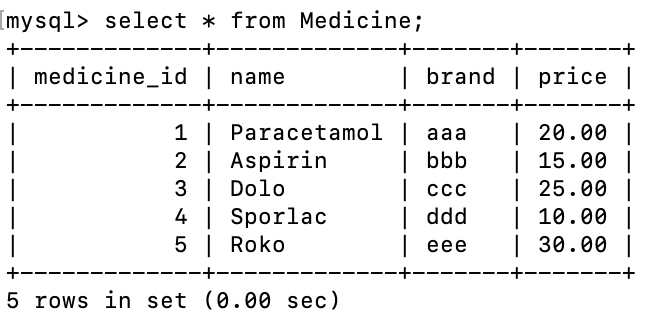 mysql> select * from Medicine;
+-------------+-------------+-------+-------+
| medicine_id | name        | brand | price |
+-------------+-------------+-------+-------+
|           1 | Paracetamol | aaa   | 20.00 |
|           2 | Aspirin     | bbb   | 15.00 |
|           3 | Dolo        | ccc   | 25.00 |
|           4 | Sporlac     | ddd   | 10.00 |
|           5 | Roko        | eee   | 30.00 |
+-------------+-------------+-------+-------+
5 rows in set (0.00 sec)